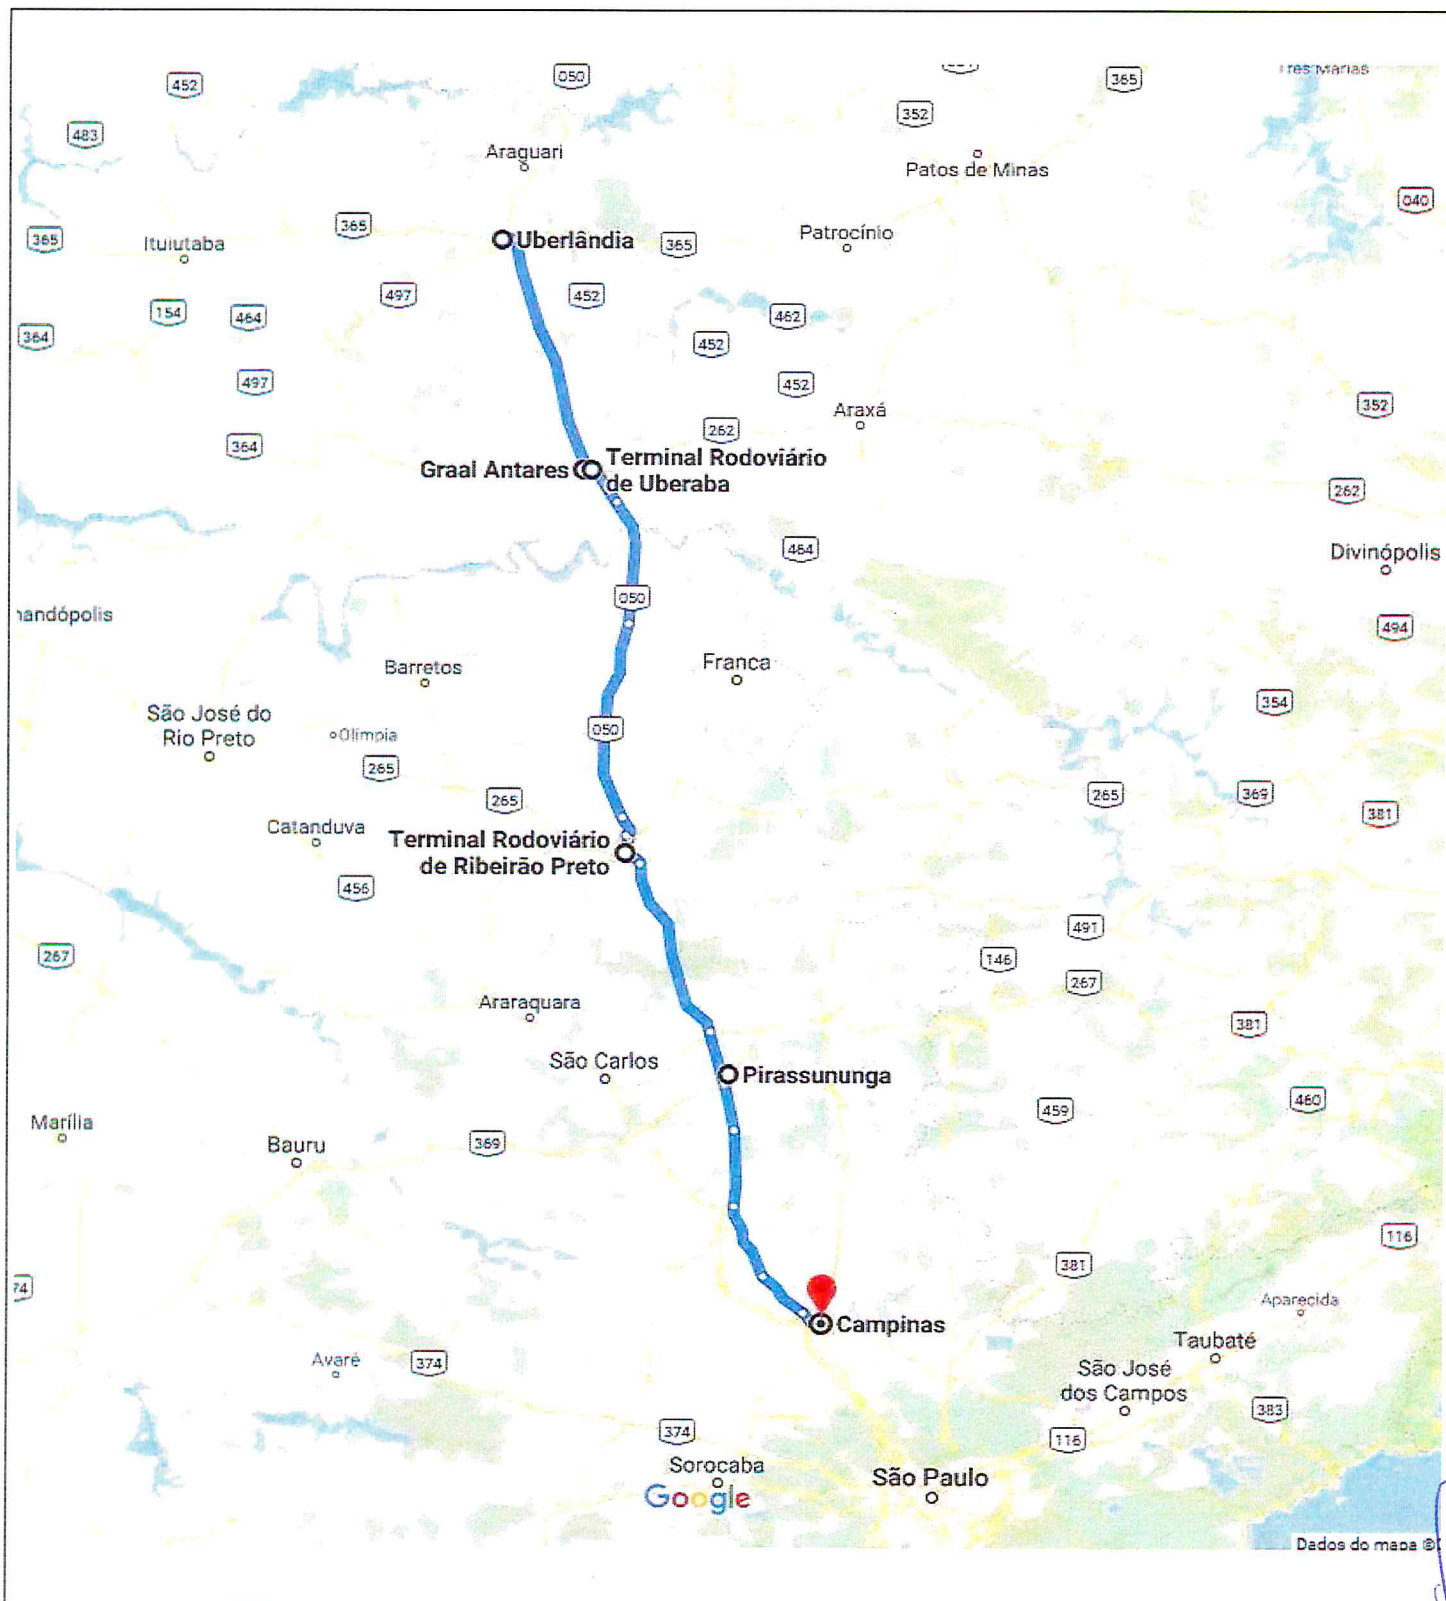 050
452
365
Três Marias
352
483
Araguari
Patos de Minas
040
365
Ituiutaba
365
Uberlândia
365
Patrocínio
497
452
154
464
462
364
452
497
452
352
Araxá
262
364
Graal Antares
Terminal Rodoviário
de Uberaba
262
464
Divinópolis
050
nandópolis
494
Barretos
Franca
354
São José do
Rio Preto
050
Olímpia
265
265
265
369
381
Catanduva
Terminal Rodoviário
de Ribeirão Preto
456
491
267
146
267
Araraquara
381
São Carlos
Pirassununga
460
459
Marília
Bauru
369
116
381
74
Aparecida
Campinas
Taubaté
Avaré
374
São José
dos Campos
383
374
116
Sorocaba
São Paulo
Google
Dados do mapa ©